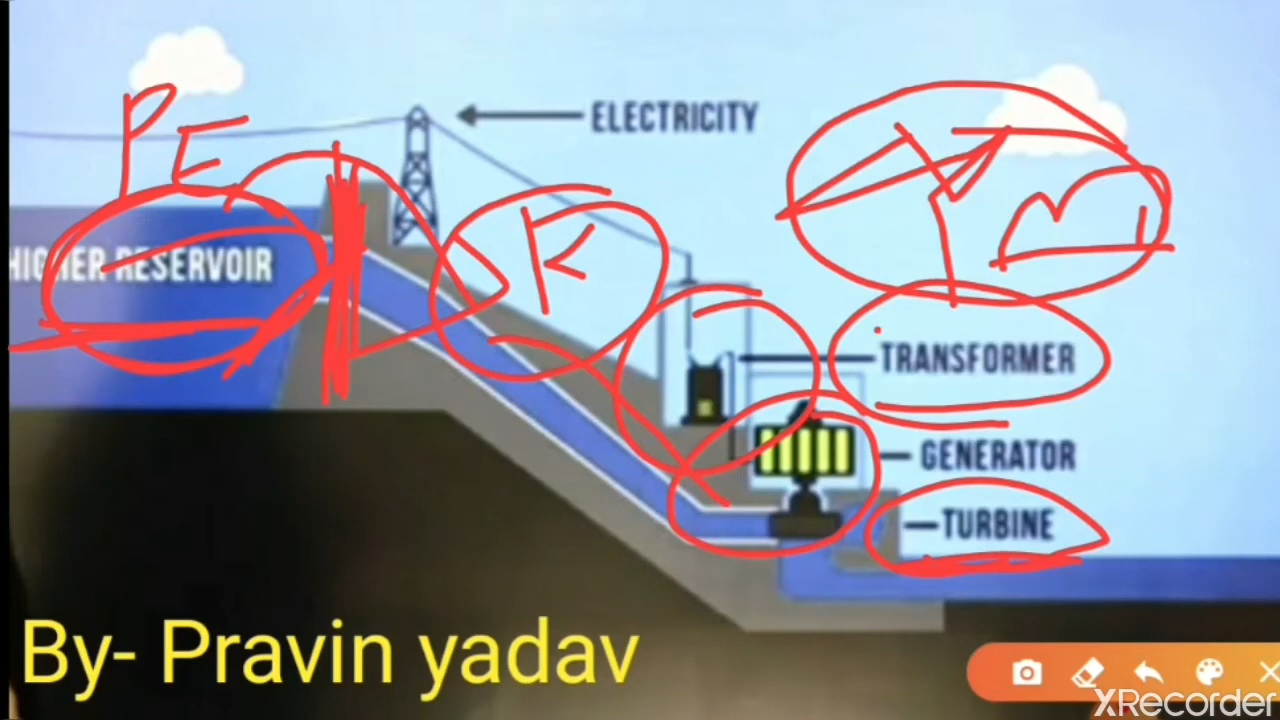 PE
ELECTRICITY
HIGHER RESERVOIR
K
TRANSFORMER
GENERATOR
TURBINE
By- Pravin yadav
XRecorder